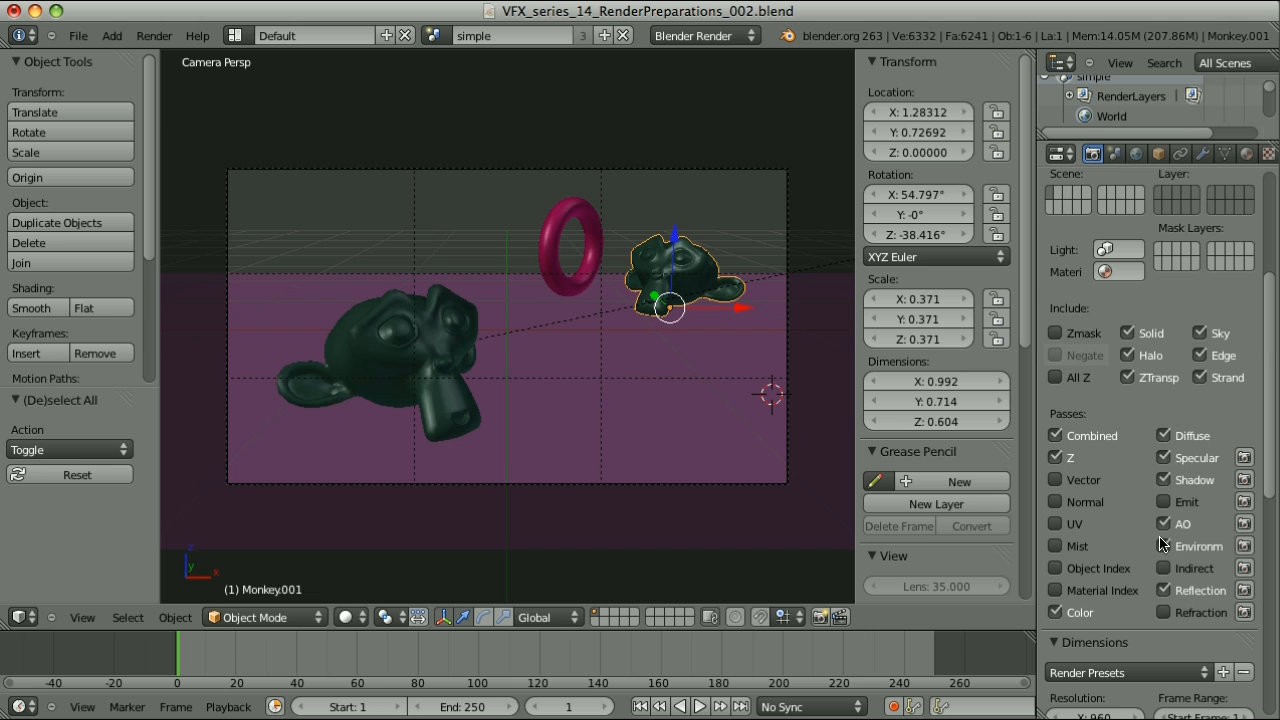 VFX_series_14_RenderPreparations_002.blend
File Add Render Help Default simple 3 Blender Render blender.org 263 | Ve:6332 | Fa:6241 | Ob:1-6 | La:1 | Mem:14.05M (207.86M) | Monkey.001
Object Tools
Transform:
Translate
Rotate
Scale
Origin
Object:
Duplicate Objects
Delete
Join
Shading:
Smooth Flat
Keyframes:
Insert Remove
Motion Paths:
(De)select All
Action
Toggle
Reset
Camera Persp
z
y
x
(1) Monkey.001
Transform
Location:
X: 1.28312
Y: 0.72692
Z: 0.00000
Rotation:
X: 54.797°
Y: -0°
Z: -38.416°
XYZ Euler
Scale:
X: 0.371
Y: 0.371
Z: 0.371
Dimensions:
X: 0.992
Y: 0.714
Z: 0.604
Grease Pencil
New
New Layer
Delete Frame Convert
View
Lens: 35.000
View Search All Scenes
simple
RenderLayers |
World
Scene: Layer:
Mask Layers:
Light:
Materi
Include:
Zmask Solid Sky
Negate Halo Edge
All Z ZTransp Strand
Passes:
Combined Diffuse
Z Specular
Vector Shadow
Normal Emit
UV AO
Mist Environm
Object Index Indirect
Material Index Reflection
Color Refraction
Dimensions
Render Presets
Resolution: Frame Range:
X: 960 Start Frame: 1
View Select Object Object Mode Global
-40 -20 0 20 40 60 80 100 120 140 160 180 200 220 240 260
View Marker Frame Playback Start: 1 End: 250 1 No Sync